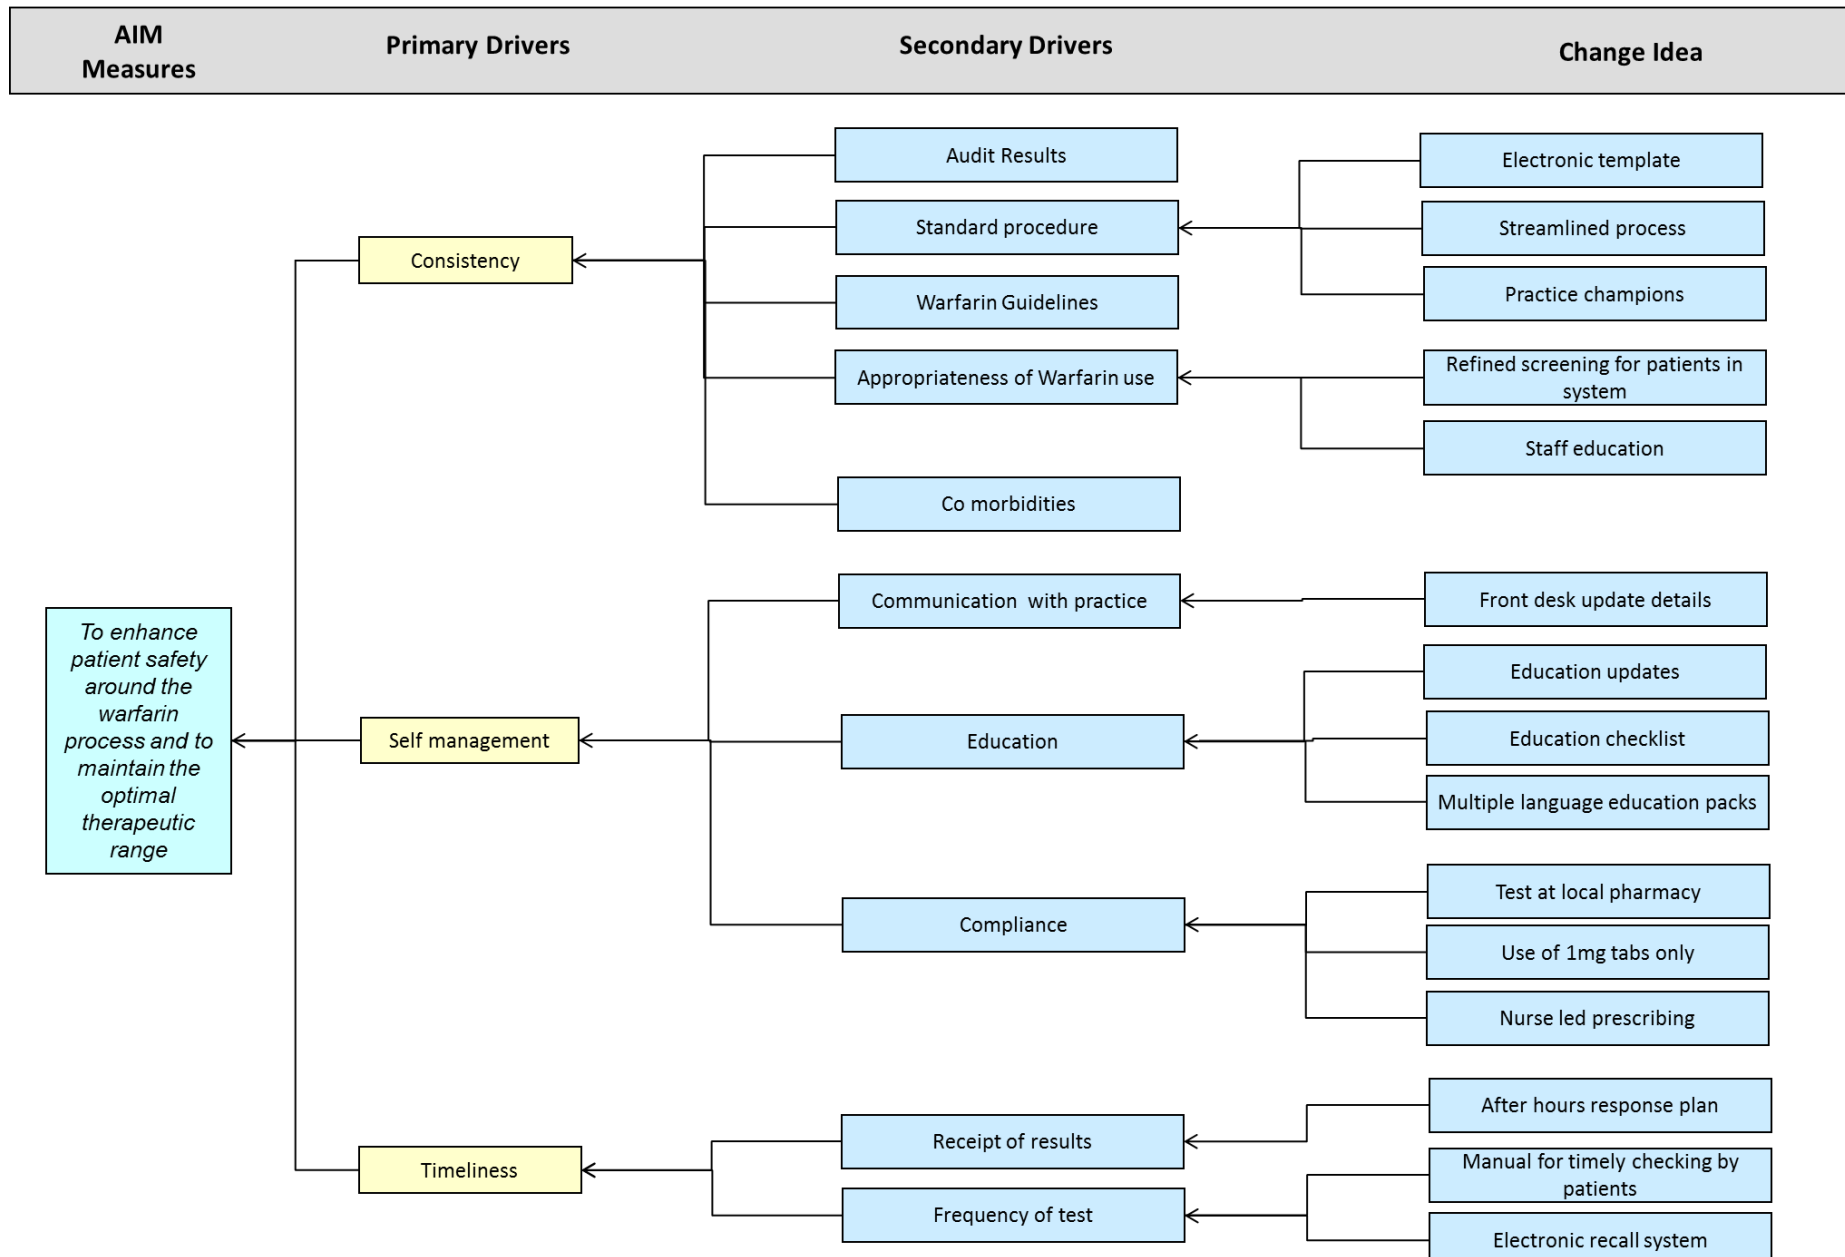 AIM
Measures
Primary Drivers
Secondary Drivers
Change Idea
Audit Results
Electronic template
Standard procedure
Streamlined process
Consistency
Warfarin Guidelines
Practice champions
Appropriateness of Warfarin use
Refined screening for patients in
system
Staff education
Co morbidities
Communication with practice
Front desk update details
To enhance
patient safety
around the
warfarin
process and to
maintain the
optimal
therapeutic
range
Self management
Education
Education updates
Education checklist
Multiple language education packs
Compliance
Test at local pharmacy
Use of 1mg tabs only
Nurse led prescribing
Timeliness
Receipt of results
After hours response plan
Frequency of test
Manual for timely checking by
patients
Electronic recall system